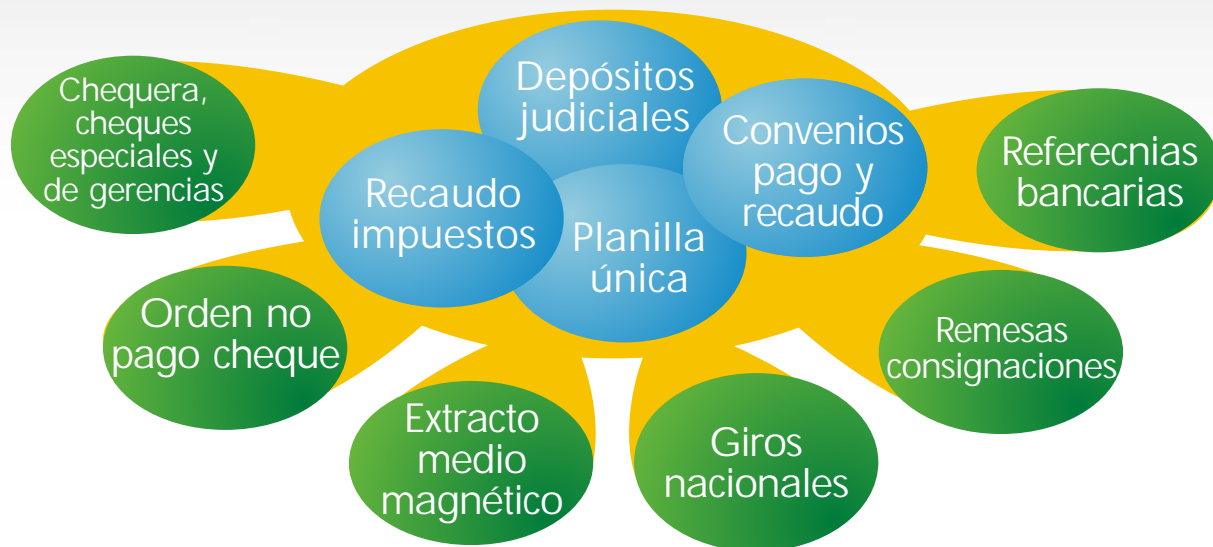 Chequera,
cheques
especiales y
de gerencias
Depósitos
judiciales
Convenios
pago y
recaudo
Referecnias
bancarias
Recaudo
impuestos
Planilla
única
Orden no
pago cheque
Remesas
consignaciones
Extracto
medio
magnético
Giros
nacionales